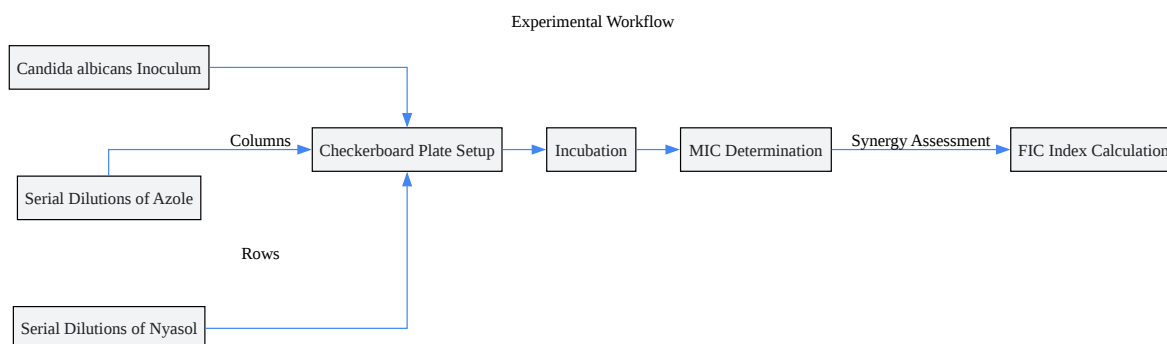 Experimental Workflow
Candida albicans Inoculum
Columns
Checkerboard Plate Setup
Incubation
MIC Determination
Synergy Assessment
FIC Index Calculation
Serial Dilutions of Azole
Rows
Serial Dilutions of Nyasol